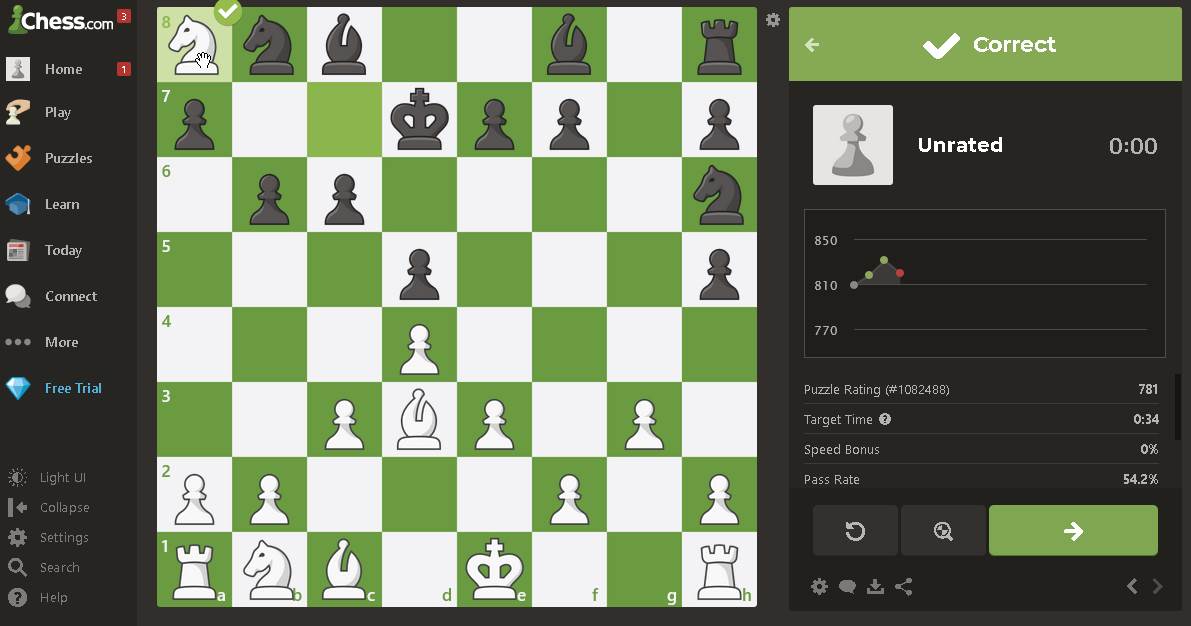 Chess.com 3
Home 1
Play
Puzzles
Learn
Today
Connect
More
Free Trial
Light UI
Collapse
Settings
Search
Help
8
7
6
5
4
3
2
1
a b c d e f g h
Correct
Unrated 0:00
850
810
770
Puzzle Rating (#1082488) 781
Target Time ? 0:34
Speed Bonus 0%
Pass Rate 54.2%